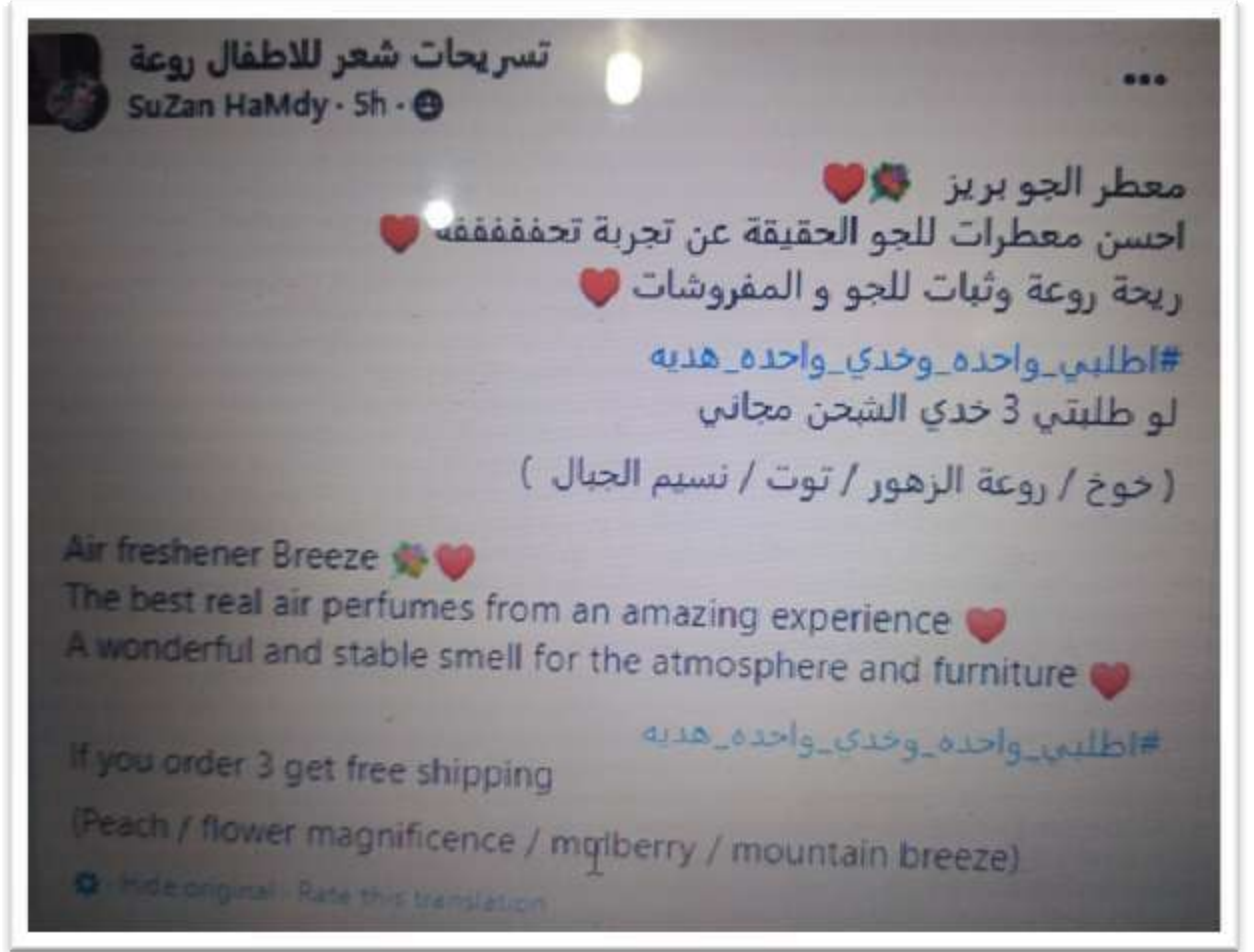 تسريحات شعر للاطفال روعة
SuZan HaMdy · 5h ·
معطر الجو بريز
احسن معطرات للجو الحقيقة عن تجربة تحفففففه
ريحة روعة وثبات للجو و المفروشات
#اطلبي_واحده_وخدي_واحده_هديه
لو طلبتي 3 خدي الشحن مجاني
( خوخ / روعة الزهور / توت / نسيم الجبال )
Air freshener Breeze
The best real air perfumes from an amazing experience
A wonderful and stable smell for the atmosphere and furniture
#اطلبي_واحده_وخدي_واحده_هديه
If you order 3 get free shipping
(Peach / flower magnificence / mulberry / mountain breeze)
· Hide original · Rate this translation